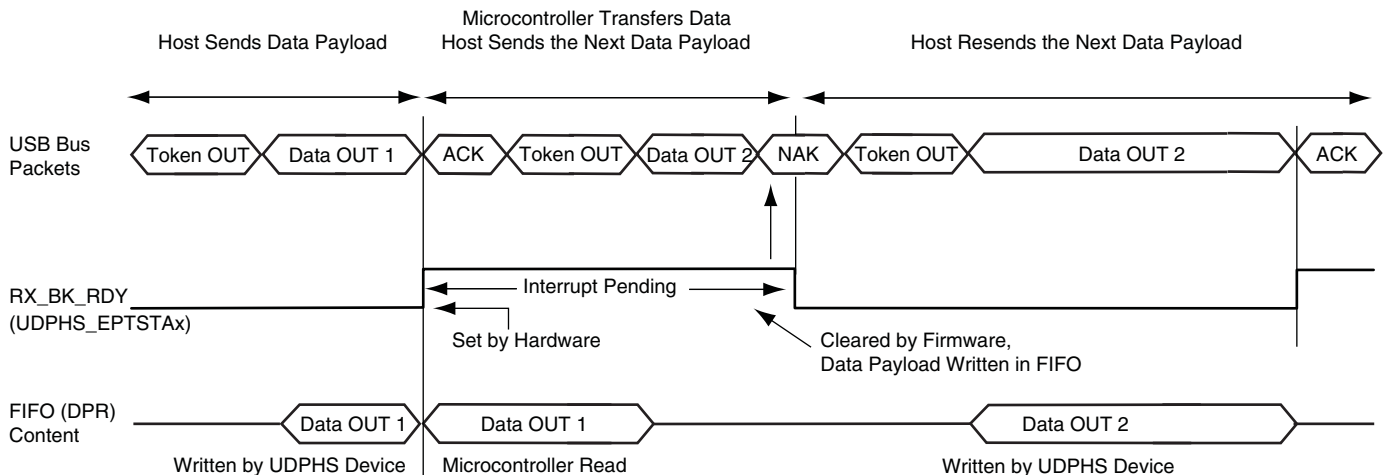 Microcontroller Transfers Data
Host Sends Data Payload
Host Sends the Next Data Payload
Host Resends the Next Data Payload
USB Bus
Packets
Token OUT
Data OUT 1
ACK
Token OUT
Data OUT 2
NAK
Token OUT
Data OUT 2
ACK
RX_BK_RDY
(UDPHS_EPTSTAx)
Interrupt Pending
Set by Hardware
Cleared by Firmware,
Data Payload Written in FIFO
FIFO (DPR)
Content
Data OUT 1
Data OUT 1
Data OUT 2
Written by UDPHS Device
Microcontroller Read
Written by UDPHS Device